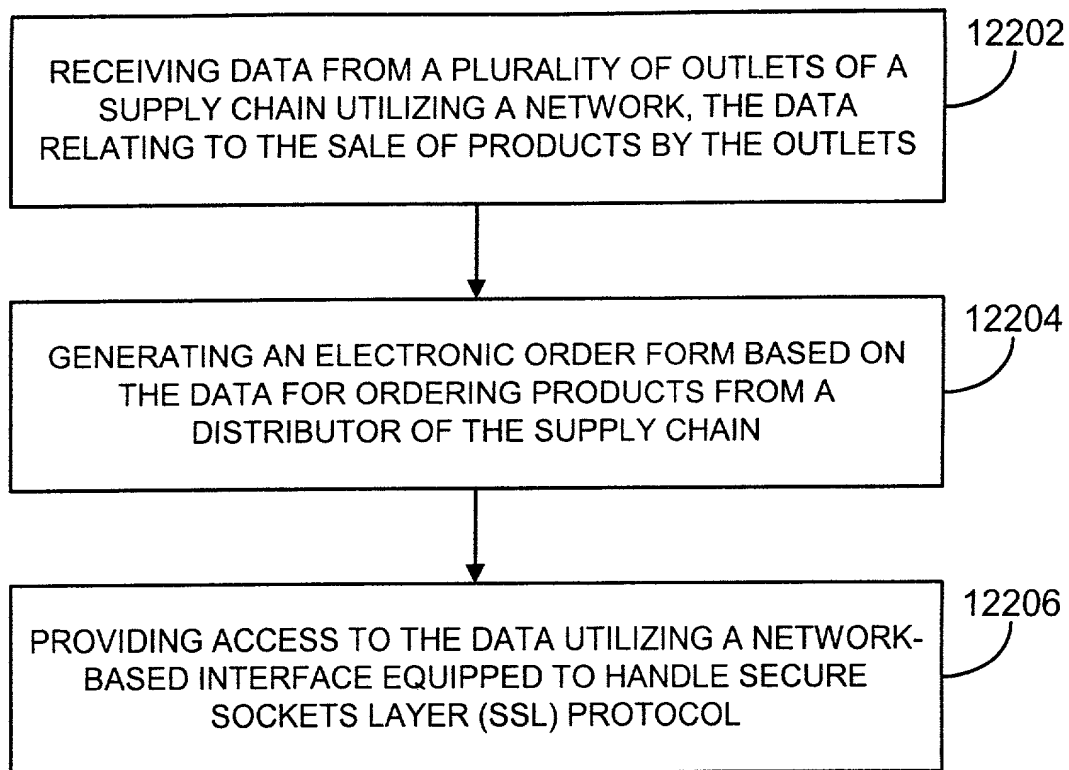 12202
RECEIVING DATA FROM A PLURALITY OF OUTLETS OF A
SUPPLY CHAIN UTILIZING A NETWORK, THE DATA
RELATING TO THE SALE OF PRODUCTS BY THE OUTLETS
12204
GENERATING AN ELECTRONIC ORDER FORM BASED ON
THE DATA FOR ORDERING PRODUCTS FROM A
DISTRIBUTOR OF THE SUPPLY CHAIN
12206
PROVIDING ACCESS TO THE DATA UTILIZING A NETWORK-
BASED INTERFACE EQUIPPED TO HANDLE SECURE
SOCKETS LAYER (SSL) PROTOCOL